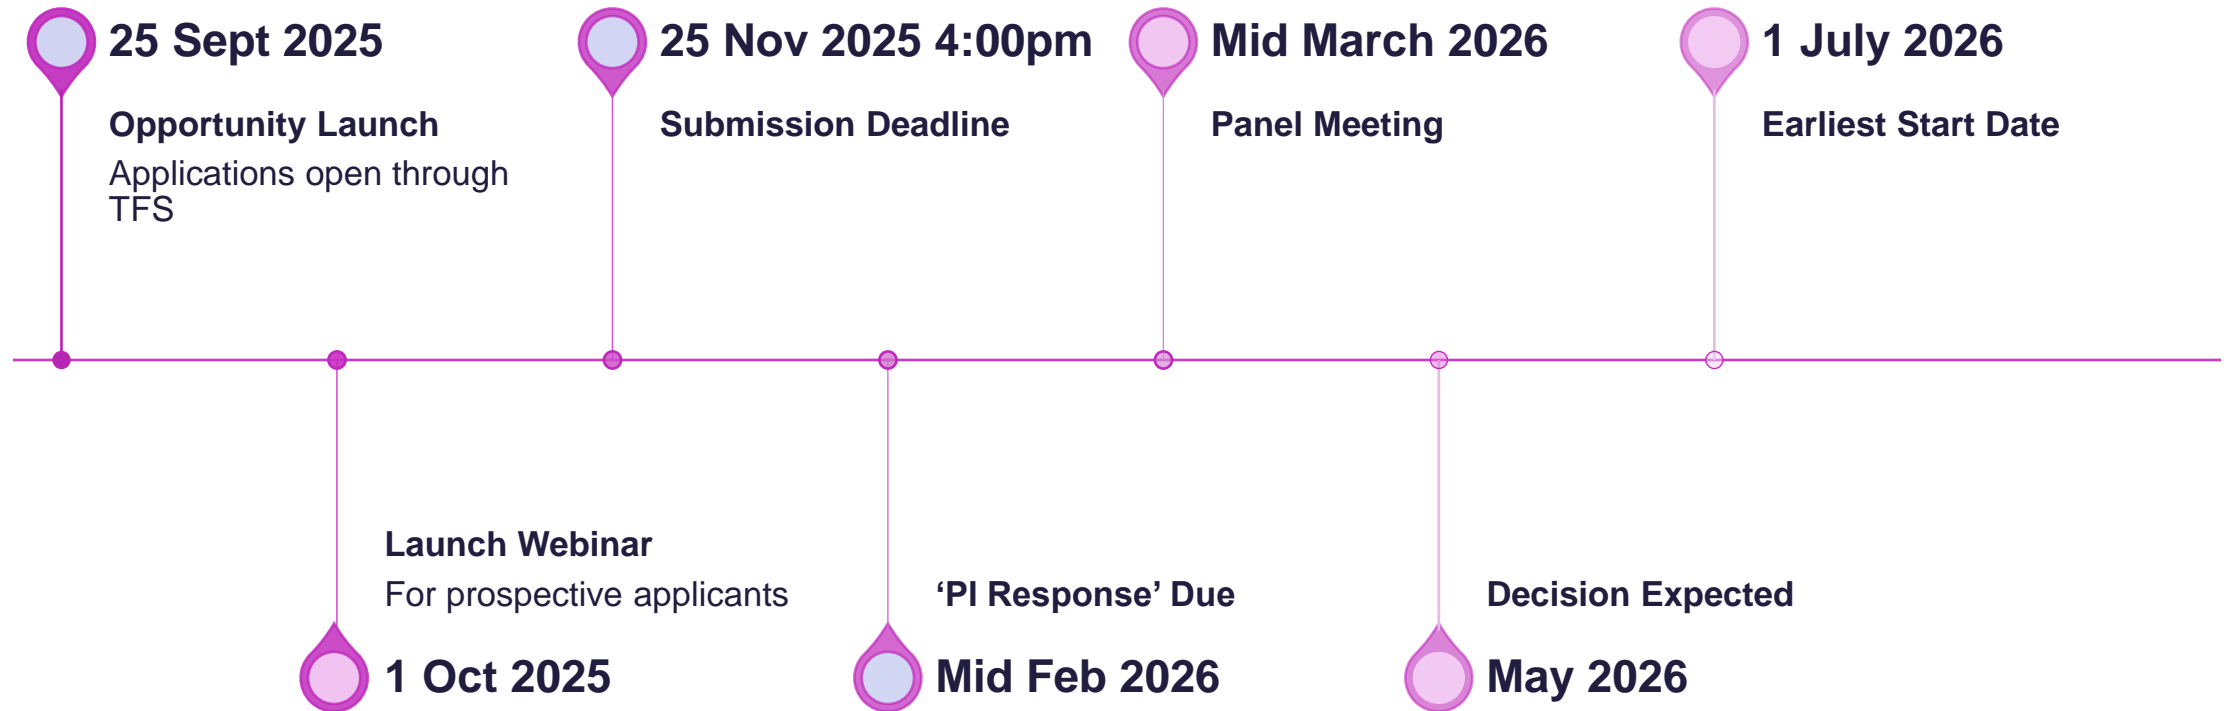 25 Sept 2025
Opportunity Launch
Applications open through
TFS
25 Nov 2025 4:00pm
Submission Deadline
Mid March 2026
Panel Meeting
1 July 2026
Earliest Start Date
Launch Webinar
For prospective applicants
1 Oct 2025
‘PI Response’ Due
Mid Feb 2026
Decision Expected
May 2026